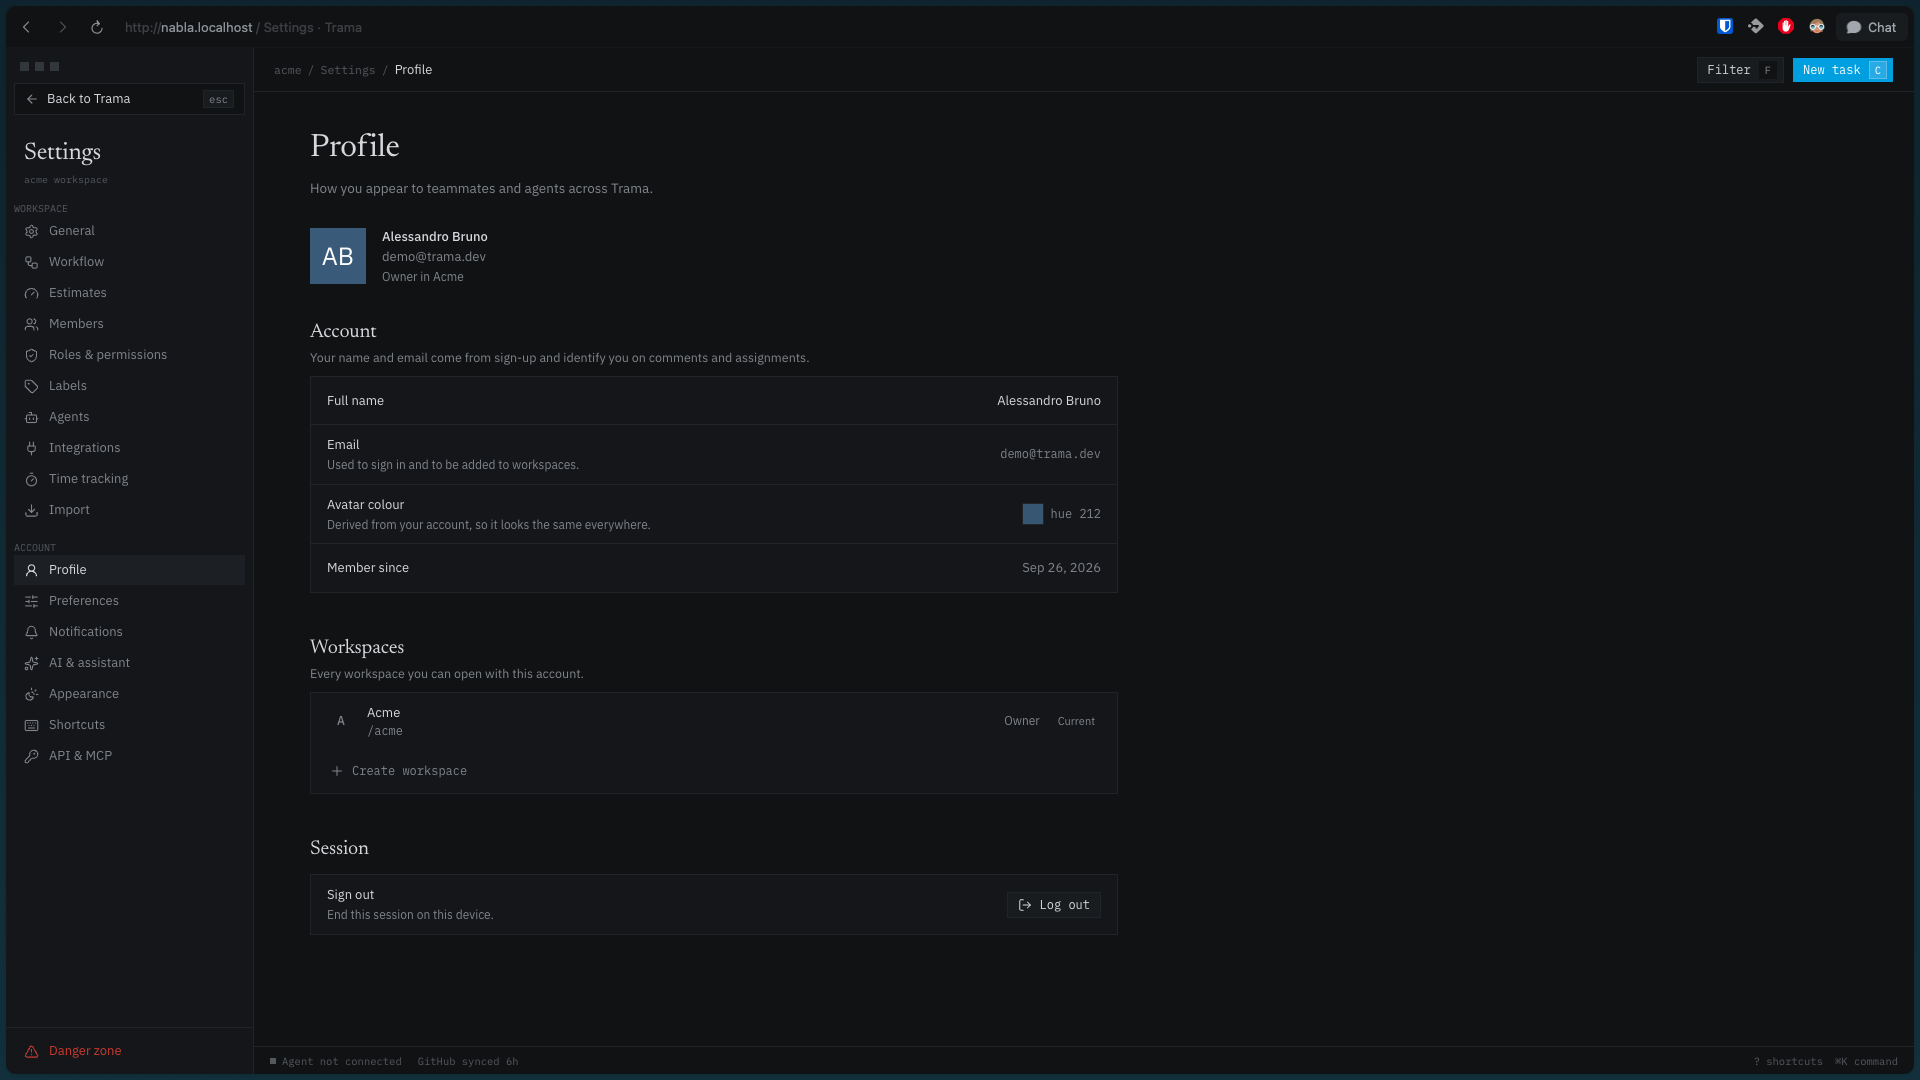 http://nabla.localhost / Settings · Trama
Chat
Back to Trama esc
acme / Settings / Profile
Filter F
New task C
Settings
acme workspace
WORKSPACE
General
Workflow
Estimates
Members
Roles & permissions
Labels
Agents
Integrations
Time tracking
Import
ACCOUNT
Profile
Preferences
Notifications
AI & assistant
Appearance
Shortcuts
API & MCP
Danger zone
Profile
How you appear to teammates and agents across Trama.
AB
Alessandro Bruno
demo@trama.dev
Owner in Acme
Account
Your name and email come from sign-up and identify you on comments and assignments.
Full name Alessandro Bruno
Email
Used to sign in and to be added to workspaces.
demo@trama.dev
Avatar colour
Derived from your account, so it looks the same everywhere.
hue 212
Member since Sep 26, 2026
Workspaces
Every workspace you can open with this account.
A
Acme
/acme
Owner Current
Create workspace
Session
Sign out
End this session on this device.
Log out
Agent not connected GitHub synced 6h
? shortcuts ⌘K command